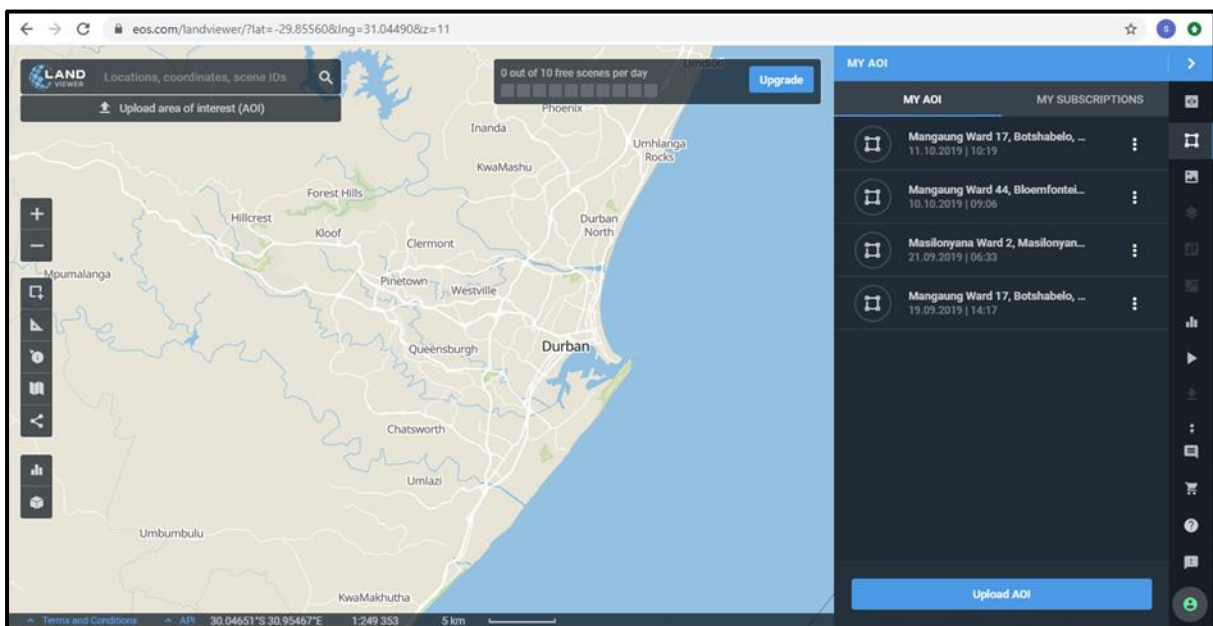 eos.com/landviewer/?lat=-29.85560&lng=31.04490&z=11
S
LAND
VIEWER
Locations, coordinates, scene IDs
Upload area of interest (AOI)
0 out of 10 free scenes per day
Upgrade
MY AOI
MY AOI
MY SUBSCRIPTIONS
Mangaung Ward 17, Botshabelo, ...
11.10.2019 | 10:19
Mangaung Ward 44, Bloemfontei...
10.10.2019 | 09:06
Masilonyana Ward 2, Masilonyan...
21.09.2019 | 06:33
Mangaung Ward 17, Botshabelo, ...
19.09.2019 | 14:17
Upload AOI
Umdloti
Phoenix
Inanda
Umhlanga
Rocks
KwaMashu
Forest Hills
Hillcrest
Durban
North
Kloof
Clermont
Mpumalanga
Pinetown
Westville
Queensburgh
Durban
Chatsworth
Umlazi
Umbumbulu
KwaMakhutha
Terms and Conditions
API
30.04651°S 30.95467°E
1:249 353
5 km